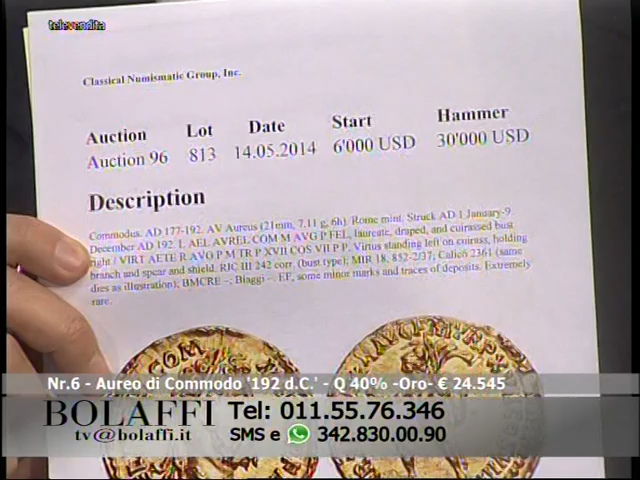 televendita
Classical Numismatic Group, Inc.
Auction Lot Date Start Hammer
Auction 96 813 14.05.2014 6'000 USD 30'000 USD
Description
Commodus. AD 177-192. AV Aureus (21mm, 7.11 g, 6h). Rome mint. Struck AD 1 January-9
December AD 192. L AEL AVREL COM M AVG P FEL, laureate, draped, and cuirassed bust
right / VIRT AETE R AVG P M TR P XVII COS VII P P, Virtus standing left on cuirass, holding
branch and spear and shield. RIC III 242 corr. (bust type); MIR 18, 852-2/37; Calicó 2361 (same
dies as illustration); BMCRE –; Biaggi –. EF, some minor marks and traces of deposits. Extremely
rare.
Nr.6 - Aureo di Commodo '192 d.C.' - Q 40% -Oro- € 24.545
BOLAFFI Tel: 011.55.76.346
tv@bolaffi.it SMS e 342.830.00.90